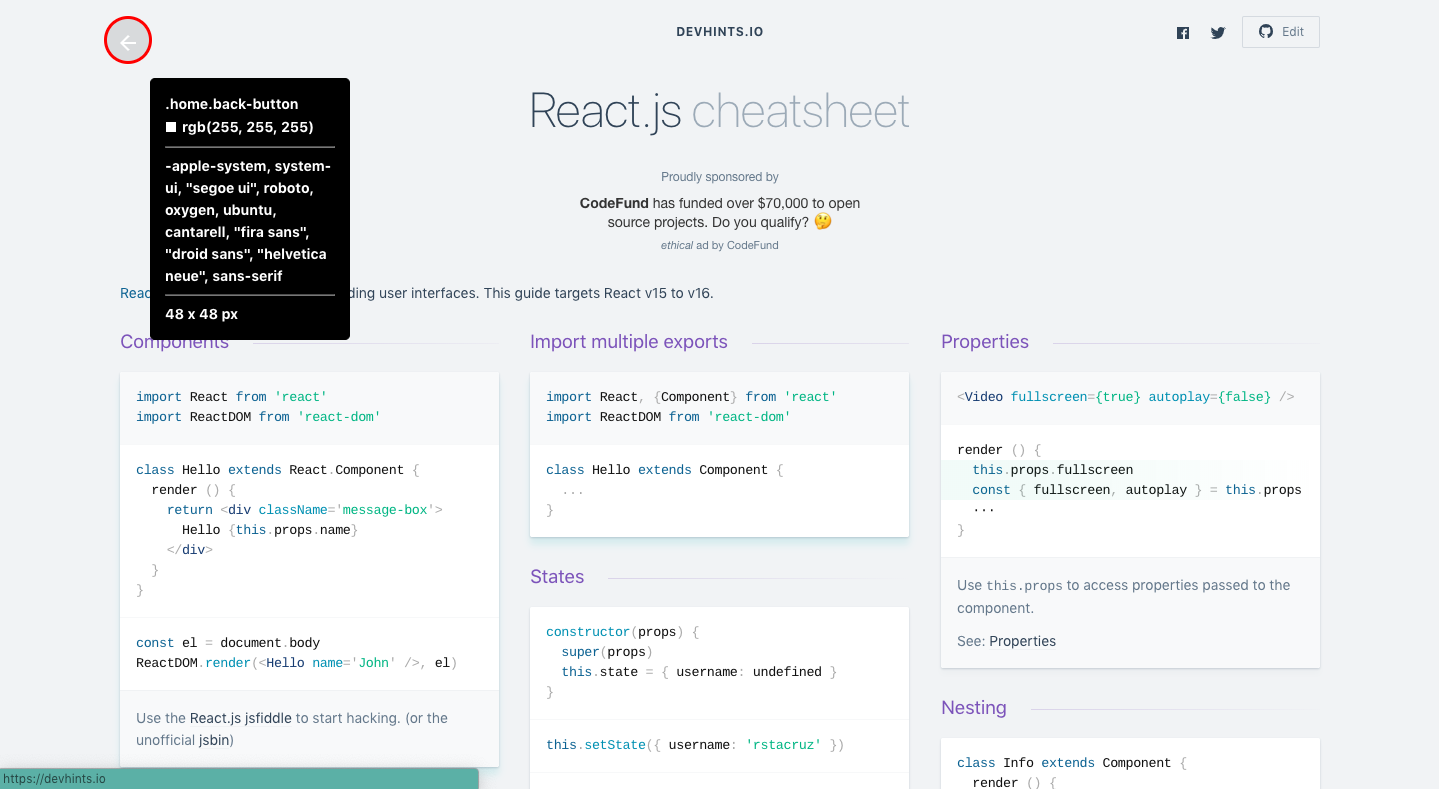 DEVHINTS.IO
Edit
.home.back-button
rgb(255, 255, 255)
-apple-system, system-
ui, "segoe ui", roboto,
oxygen, ubuntu,
cantarell, "fira sans",
"droid sans", "helvetica
neue", sans-serif
48 x 48 px
React.js cheatsheet
Proudly sponsored by
CodeFund has funded over $70,000 to open
source projects. Do you qualify? 🤔
ethical ad by CodeFund
user interfaces. This guide targets React v15 to v16.
Components
import React from 'react'
import ReactDOM from 'react-dom'
class Hello extends React.Component {
render () {
return <div className='message-box'>
Hello {this.props.name}
</div>
}
}
const el = document.body
ReactDOM.render(<Hello name='John' />, el)
Use the React.js jsfiddle to start hacking. (or the
unofficial jsbin)
Import multiple exports
import React, {Component} from 'react'
import ReactDOM from 'react-dom'
class Hello extends Component {
...
}
States
constructor(props) {
super(props)
this.state = { username: undefined }
}
this.setState({ username: 'rstacruz' })
Properties
<Video fullscreen={true} autoplay={false} />
render () {
this.props.fullscreen
const { fullscreen, autoplay } = this.props
...
}
Use this.props to access properties passed to the
component.
See: Properties
Nesting
class Info extends Component {
render () {
https://devhints.io